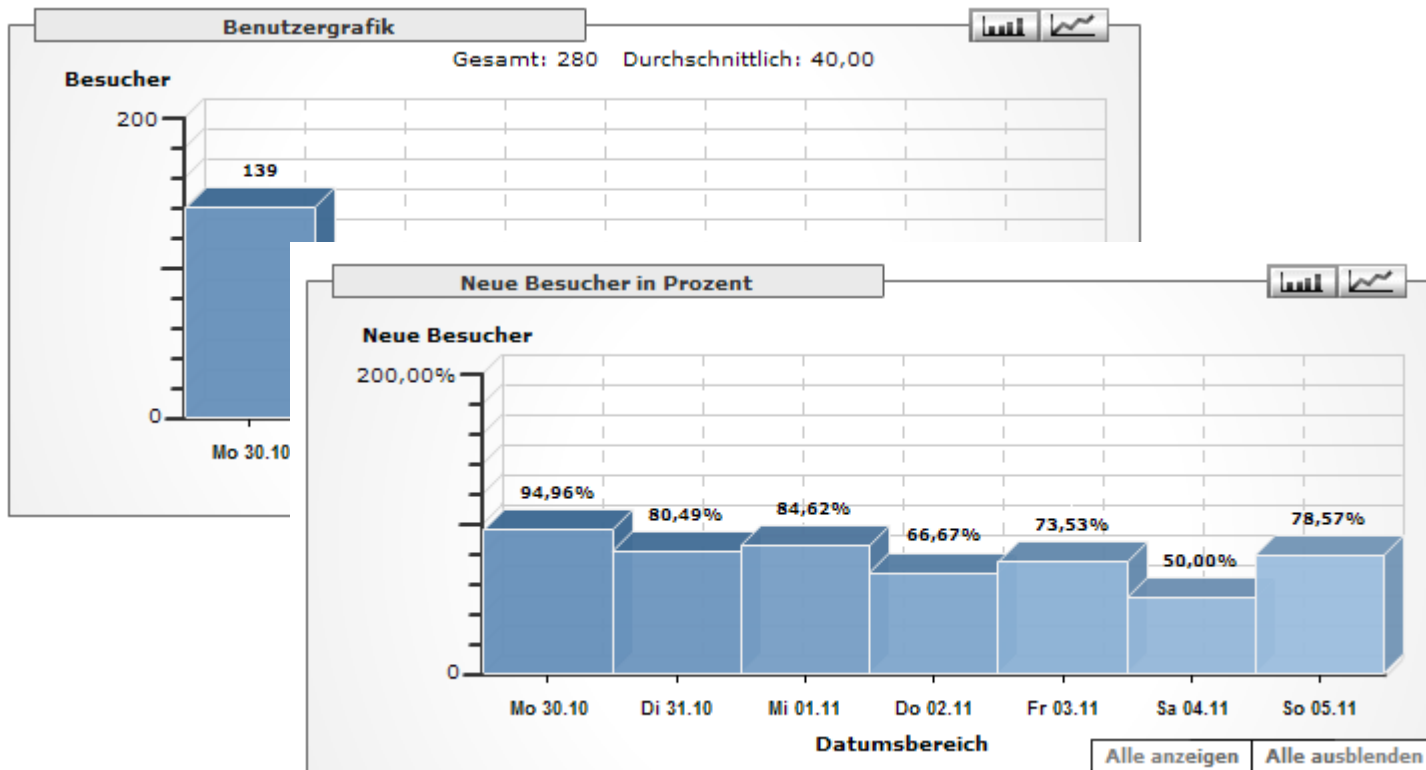 Benutzergrafik
Gesamt: 280 Durchschnittlich: 40,00
Besucher
200
139
0
Mo 30.10
Neue Besucher in Prozent
Neue Besucher
200,00%
94,96% 80,49% 84,62% 66,67% 73,53% 50,00% 78,57%
0
Mo 30.10 Di 31.10 Mi 01.11 Do 02.11 Fr 03.11 Sa 04.11 So 05.11
Datumsbereich
Alle anzeigen Alle ausblenden